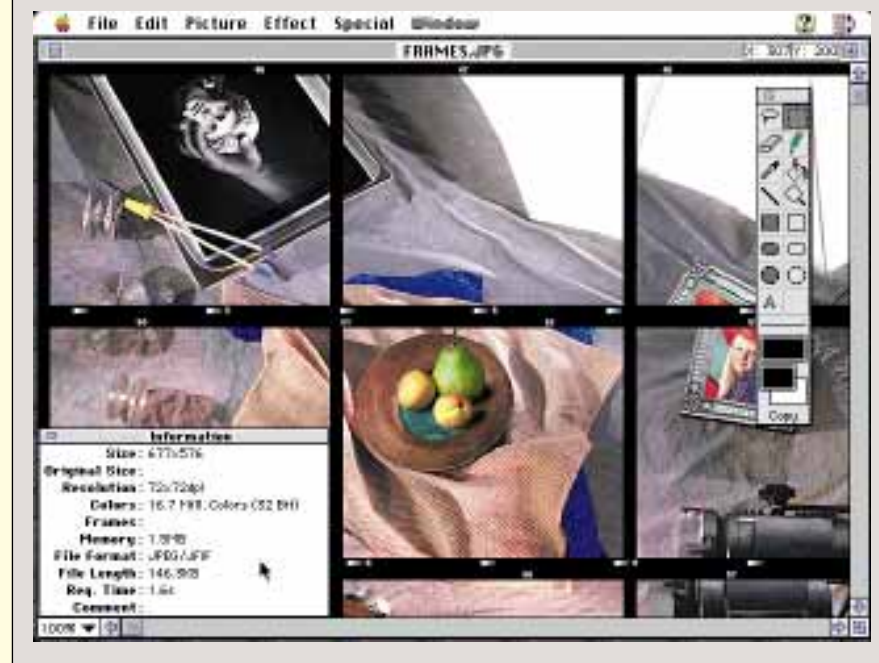 File Edit Picture Effect Special Window
FRAMES.JPG
A
Copy
Information
Size: 677x576
Original Size:
Resolution: 72x72dpi
Colors: 16.7 Mill. Colors (32 Bit)
Frames:
Memory: 1.5MB
File Format: JPEG/JFIF
File Length:
Req. Time: 1.6s
Comment:
100%